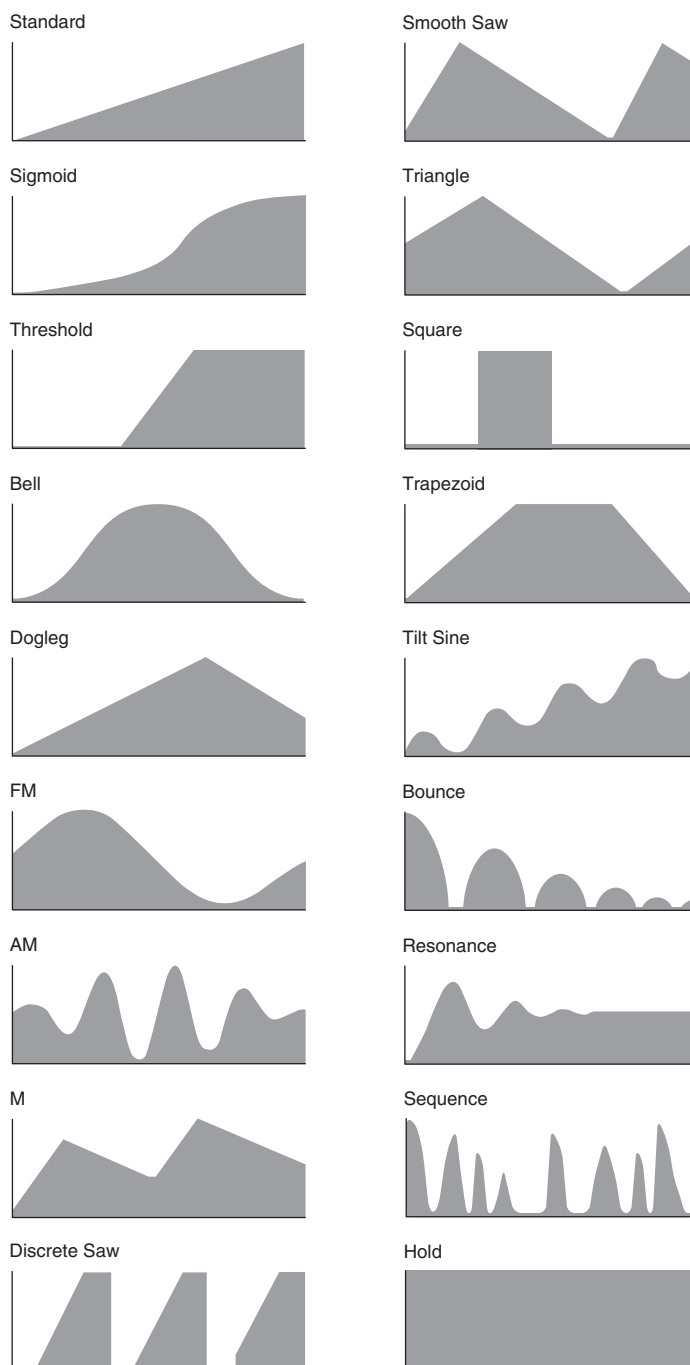 Standard
Smooth Saw
Sigmoid
Triangle
Threshold
Square
Bell
Trapezoid
Dogleg
Tilt Sine
FM
Bounce
AM
Resonance
M
Sequence
Discrete Saw
Hold